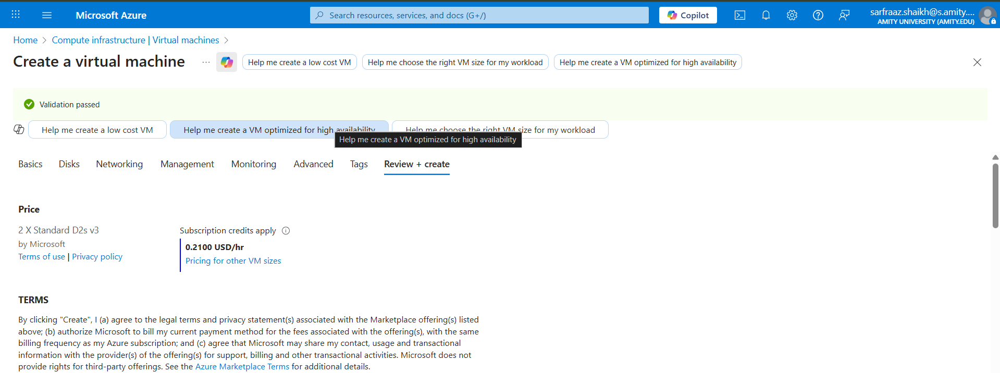 Microsoft Azure
Search resources, services, and docs (G+/)
Copilot
sarfraaz.shaikh@s.amity....
AMITY UNIVERSITY (AMITY.EDU)
Home > Compute infrastructure | Virtual machines >
Create a virtual machine
...
Help me create a low cost VM
Help me choose the right VM size for my workload
Help me create a VM optimized for high availability
Validation passed
Help me create a low cost VM
Help me create a VM optimized for high availability
Help me choose the right VM size for my workload
Help me create a VM optimized for high availability
Basics
Disks
Networking
Management
Monitoring
Advanced
Tags
Review + create
Price
2 X Standard D2s v3
by Microsoft
Terms of use | Privacy policy
Subscription credits apply
0.2100 USD/hr
Pricing for other VM sizes
TERMS
By clicking "Create", I (a) agree to the legal terms and privacy statement(s) associated with the Marketplace offering(s) listed
above; (b) authorize Microsoft to bill my current payment method for the fees associated with the offering(s), with the same
billing frequency as my Azure subscription; and (c) agree that Microsoft may share my contact, usage and transactional
information with the provider(s) of the offering(s) for support, billing and other transactional activities. Microsoft does not
provide rights for third-party offerings. See the Azure Marketplace Terms for additional details.